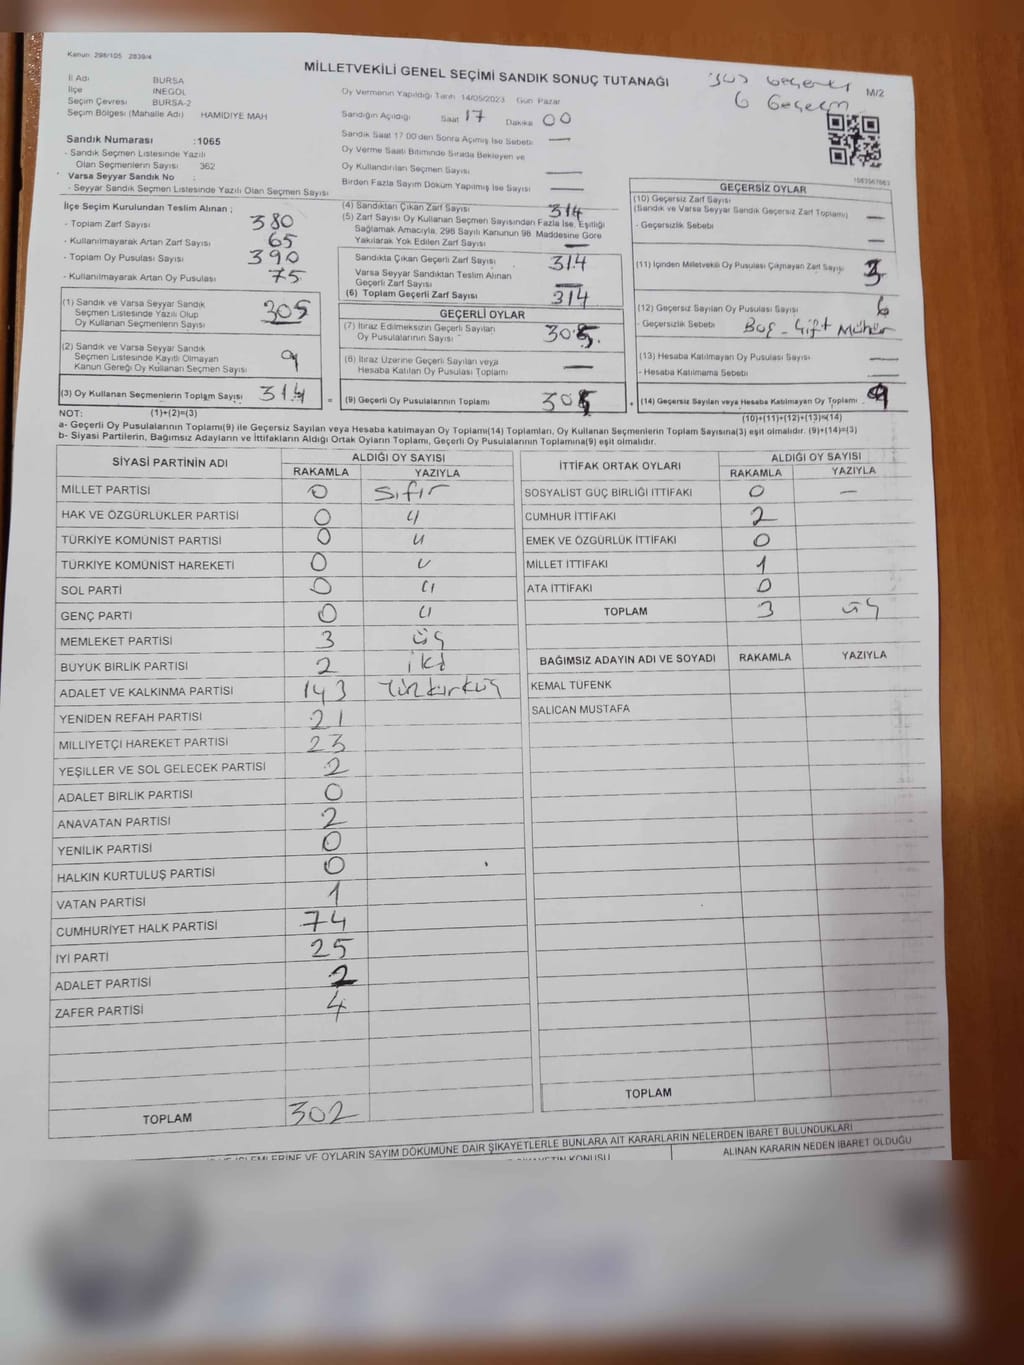 Kanun 298/105 2839/4
MİLLETVEKİLİ GENEL SEÇİMİ SANDIK SONUÇ TUTANAĞI
M/2
6 Geçersiz
İl Adı BURSA
İlçe İNEGÖL
Seçim Çevresi BURSA-2
Seçim Bölgesi (Mahalle Adı) HAMİDİYE MAH
Sandık Numarası :1065
- Sandık Seçmen Listesinde Yazılı
Olan Seçmenlerin Sayısı 362
Varsa Seyyar Sandık No
- Seyyar Sandık Seçmen Listesinde Yazılı Olan Seçmen Sayısı
Oy Vermenin Yapıldığı Tarih 14/05/2023 Gün Pazar
Sandığın Açıldığı Saat 17 Dakika 00
Sandık Saat 17 00'den Sonra Açılmış İse Sebebi —
Oy Verme Saati Bitiminde Sırada Bekleyen ve
Oy Kullandırılan Seçmen Sayısı —
Birden Fazla Sayım Döküm Yapılmış İse Sayısı —
İlçe Seçim Kurulundan Teslim Alınan ;
- Toplam Zarf Sayısı 380
- Kullanılmayarak Artan Zarf Sayısı 65
- Toplam Oy Pusulası Sayısı 390
- Kullanılmayarak Artan Oy Pusulası 75
(1) Sandık ve Varsa Seyyar Sandık
Seçmen Listesinde Yazılı Olup
Oy Kullanan Seçmenlerin Sayısı 305
(2) Sandık ve Varsa Seyyar Sandık
Seçmen Listesinde Kayıtlı Olmayan
Kanun Gereği Oy Kullanan Seçmen Sayısı 9
(3) Oy Kullanan Seçmenlerin Toplam Sayısı 314
(4) Sandıktan Çıkan Zarf Sayısı 314
(5) Zarf Sayısı Oy Kullanan Seçmen Sayısından Fazla İse, Eşitliği
Sağlamak Amacıyla, 298 Sayılı Kanunun 98. Maddesine Göre
Yakılarak Yok Edilen Zarf Sayısı —
Sandıkta Çıkan Geçerli Zarf Sayısı 314
Varsa Seyyar Sandıktan Teslim Alınan
Geçerli Zarf Sayısı —
(6) Toplam Geçerli Zarf Sayısı 314
GEÇERLİ OYLAR
(7) İtiraz Edilmeksizin Geçerli Sayılan
Oy Pusulalarının Sayısı 305
(8) İtiraz Üzerine Geçerli Sayılan veya
Hesaba Katılan Oy Pusulası Toplamı —
= (9) Geçerli Oy Pusulalarının Toplamı 305
GEÇERSİZ OYLAR
(10) Geçersiz Zarf Sayısı
(Sandık ve Varsa Seyyar Sandık Geçersiz Zarf Toplamı) —
- Geçersizlik Sebebi —
(11) İçinden Milletvekili Oy Pusulası Çıkmayan Zarf Sayısı 3
(12) Geçersiz Sayılan Oy Pusulası Sayısı 6
- Geçersizlik Sebebi Boş - Çift Mühür
(13) Hesaba Katılmayan Oy Pusulası Sayısı —
- Hesaba Katılmama Sebebi —
+ (14) Geçersiz Sayılan veya Hesaba Katılmayan Oy Toplamı 9
NOT: (1)+(2)=(3) (10)+(11)+(12)+(13)=(14)
a- Geçerli Oy Pusulalarının Toplamı(9) ile Geçersiz Sayılan veya Hesaba katılmayan Oy Toplamı(14) Toplamları, Oy Kullanan Seçmenlerin Toplam Sayısına(3) eşit olmalıdır. (9)+(14)=(3)
b- Siyasi Partilerin, Bağımsız Adayların ve İttifakların Aldığı Ortak Oyların Toplamı, Geçerli Oy Pusulalarının Toplamına(9) eşit olmalıdır.
SİYASİ PARTİNİN ADI ALDIĞI OY SAYISI
RAKAMLA YAZIYLA
MİLLET PARTİSİ 0 sıfır
HAK VE ÖZGÜRLÜKLER PARTİSİ 0 "
TÜRKİYE KOMÜNİST PARTİSİ 0 "
TÜRKİYE KOMÜNİST HAREKETİ 0 "
SOL PARTİ 0 "
GENÇ PARTİ 0 "
MEMLEKET PARTİSİ 3 üç
BÜYÜK BİRLİK PARTİSİ 2 iki
ADALET VE KALKINMA PARTİSİ 143 Yüzkırküç
YENİDEN REFAH PARTİSİ 21
MİLLİYETÇİ HAREKET PARTİSİ 23
YEŞİLLER VE SOL GELECEK PARTİSİ 2
ADALET BİRLİK PARTİSİ 0
ANAVATAN PARTİSİ 2
YENİLİK PARTİSİ 0
HALKIN KURTULUŞ PARTİSİ 0
VATAN PARTİSİ 1
CUMHURİYET HALK PARTİSİ 74
İYİ PARTİ 25
ADALET PARTİSİ 2
ZAFER PARTİSİ 4
TOPLAM 302
İTTİFAK ORTAK OYLARI ALDIĞI OY SAYISI
RAKAMLA YAZIYLA
SOSYALİST GÜÇ BİRLİĞİ İTTİFAKI 0 —
CUMHUR İTTİFAKI 2
EMEK VE ÖZGÜRLÜK İTTİFAKI 0
MİLLET İTTİFAKI 1
ATA İTTİFAKI 0
TOPLAM 3 üç
BAĞIMSIZ ADAYIN ADI VE SOYADI RAKAMLA YAZIYLA
KEMAL TÜFENK
SALİCAN MUSTAFA
TOPLAM
İŞLEMLERİNE VE OYLARIN SAYIM DÖKÜMÜNE DAİR ŞİKAYETLERLE BUNLARA AİT KARARLARIN NELERDEN İBARET BULUNDUKLARI
ALINAN KARARIN NEDEN İBARET OLDUĞU